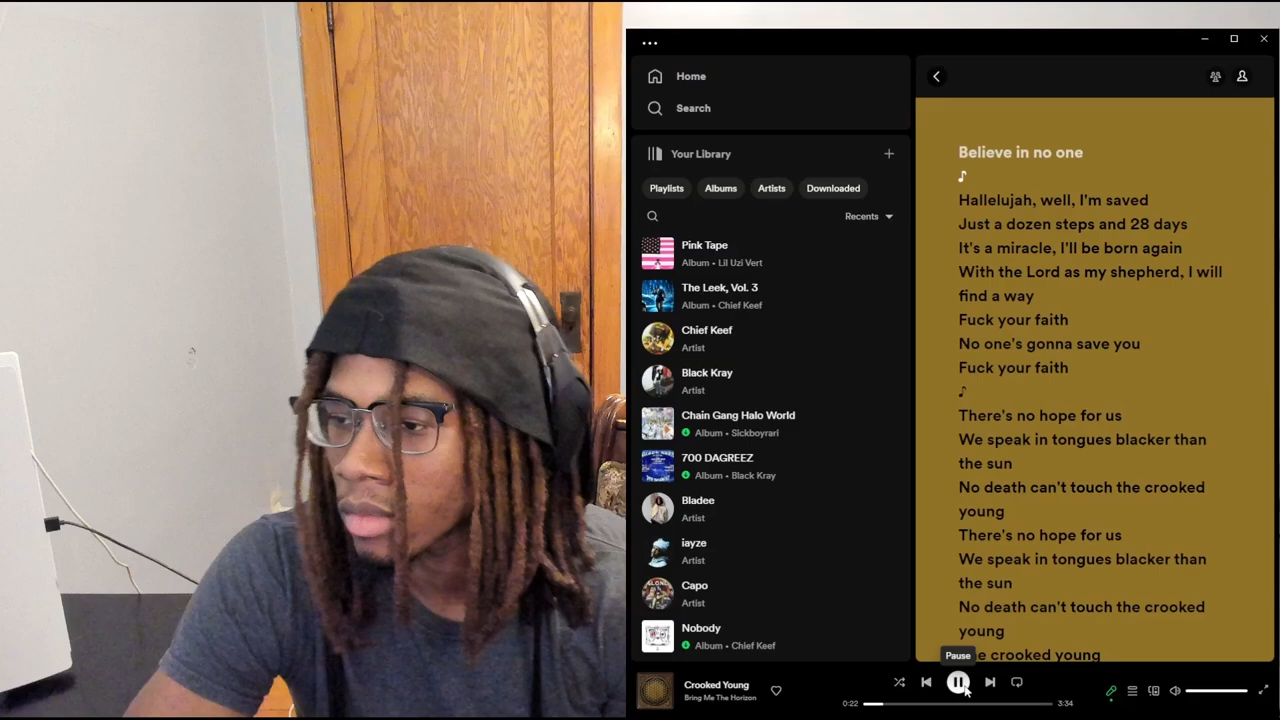 Home
Search
Your Library
Playlists
Albums
Artists
Downloaded
Recents
Pink Tape
Album • Lil Uzi Vert
The Leek, Vol. 3
Album • Chief Keef
Chief Keef
Artist
Black Kray
Artist
Chain Gang Halo World
Album • Sickboyrari
700 DAGREEZ
Album • Black Kray
Bladee
Artist
iayze
Artist
Capo
Artist
Nobody
Album • Chief Keef
Believe in no one
♪
Hallelujah, well, I'm saved
Just a dozen steps and 28 days
It's a miracle, I'll be born again
With the Lord as my shepherd, I will
find a way
Fuck your faith
No one's gonna save you
Fuck your faith
♪
There's no hope for us
We speak in tongues blacker than
the sun
No death can't touch the crooked
young
There's no hope for us
We speak in tongues blacker than
the sun
No death can't touch the crooked
young
e crooked young
Pause
Crooked Young
Bring Me The Horizon
0:22
3:34